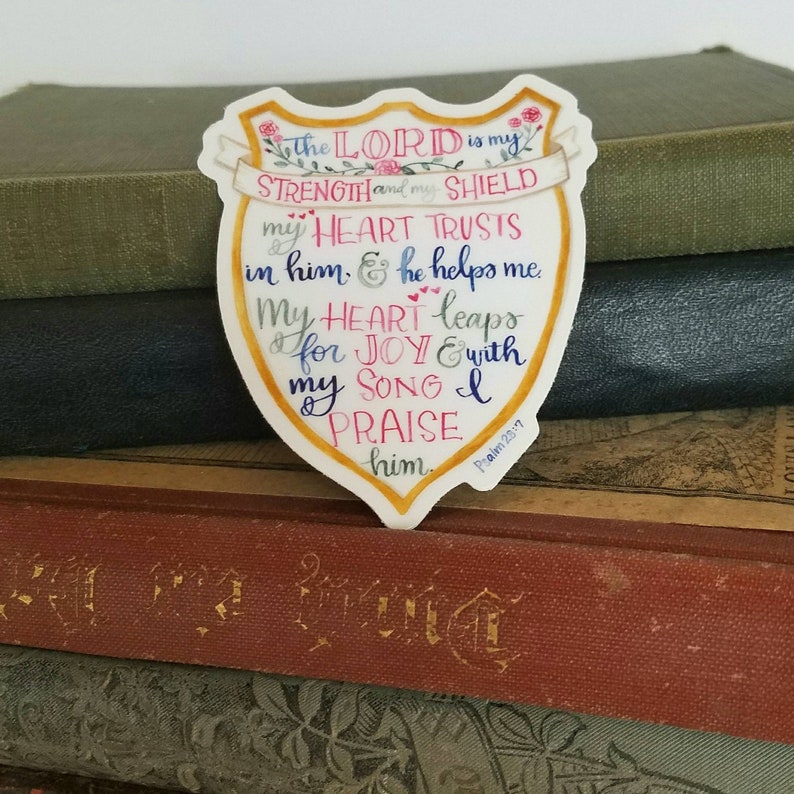 The LORD is my
STRENGTH and my SHIELD
my HEART TRUSTS
in him, & he helps me.
My HEART leaps
for JOY & with
my SONG I
PRAISE
him.
Psalm 28:7